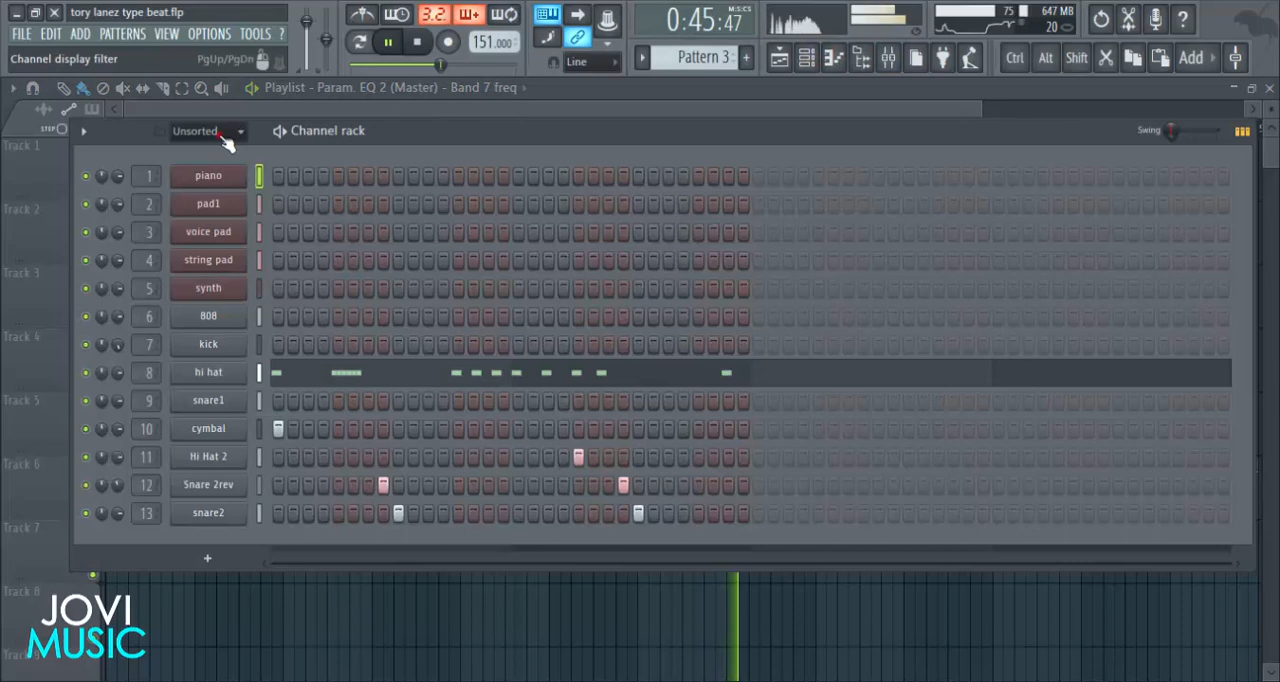 tory lanez type beat.flp
FILE EDIT ADD PATTERNS VIEW OPTIONS TOOLS ?
Channel display filter PgUp/PgDn
3.2
151.000
Line
0:45:47
M:S:CS
Pattern 3
75
647 MB
20
Ctrl Alt Shift Add
Playlist - Param. EQ 2 (Master) - Band 7 freq
STEP
Unsorted
Channel rack
Swing
Track 1
Track 2
Track 3
Track 4
Track 5
Track 6
Track 7
Track 8
Track 9
1 piano
2 pad1
3 voice pad
4 string pad
5 synth
6 808
7 kick
8 hi hat
9 snare1
10 cymbal
11 Hi Hat 2
12 Snare 2rev
13 snare2
+
JOVI
MUSIC